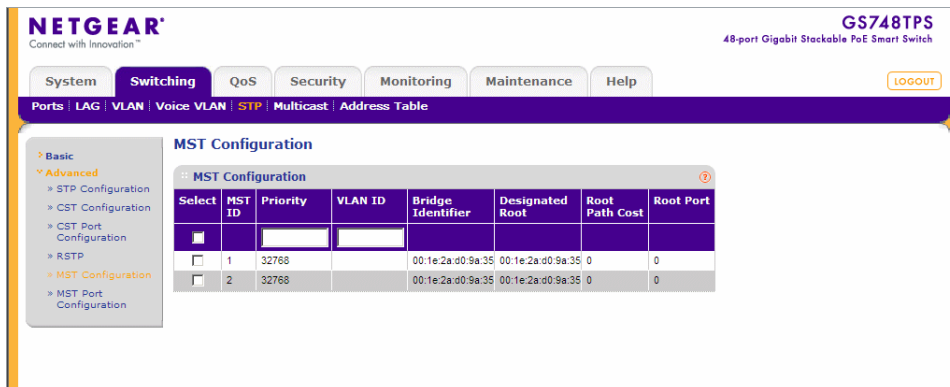 NETGEAR®
Connect with Innovation™
GS748TPS
48-port Gigabit Stackable PoE Smart Switch
System Switching QoS Security Monitoring Maintenance Help LOGOUT
Ports LAG VLAN Voice VLAN STP Multicast Address Table
Basic
Advanced
» STP Configuration
» CST Configuration
» CST Port
Configuration
» RSTP
» MST Configuration
» MST Port
Configuration
MST Configuration
MST Configuration ?
Select MST ID Priority VLAN ID Bridge Identifier Designated Root Root Path Cost Root Port
1 32768 00:1e:2a:d0:9a:35 00:1e:2a:d0:9a:35 0 0
2 32768 00:1e:2a:d0:9a:35 00:1e:2a:d0:9a:35 0 0